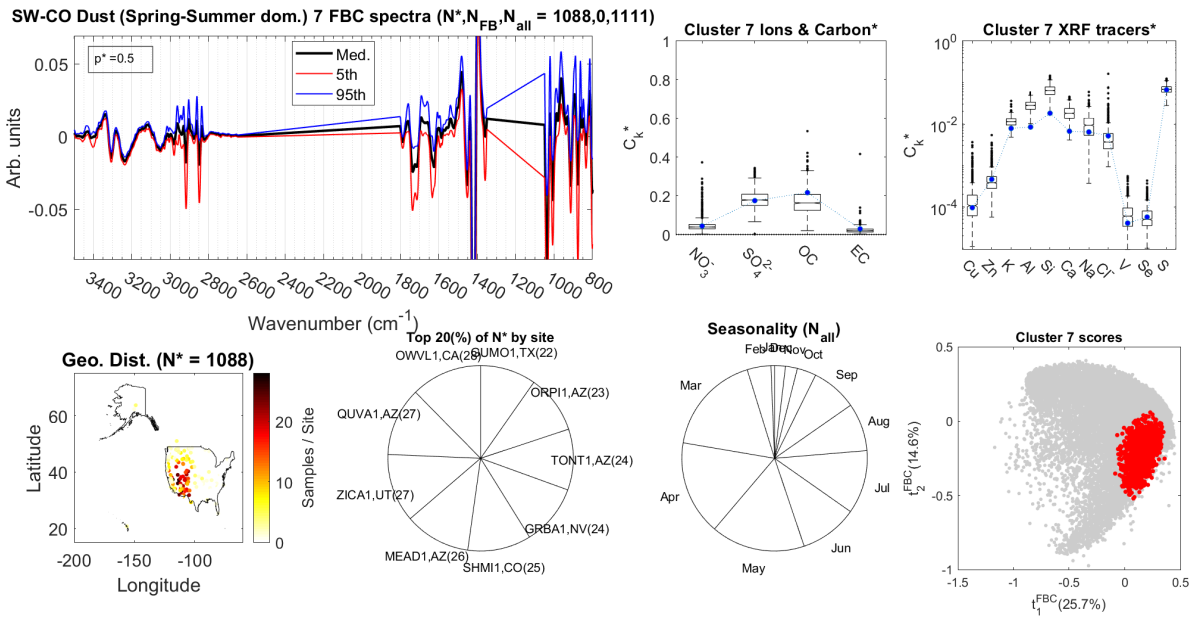 SW-CO Dust (Spring-Summer dom.) 7 FBC spectra (N*,N_FB,N_all = 1088,0,1111)
p* =0.5
Med.
5th
95th
0.05
0
-0.05
Arb. units
3400 3200 3000 2800 2600 2400 2200 2000 1800 1600 1400 1200 1000 800
Wavenumber (cm⁻¹)
Cluster 7 Ions & Carbon*
1
0.8
0.6
0.4
0.2
0
C_k*
NO₃⁻ SO₄²⁻ OC EC
Cluster 7 XRF tracers*
10⁰
10⁻²
10⁻⁴
C_k*
Zn K Al Si Ca Na V Se S
Geo. Dist. (N* = 1088)
60
40
20
Latitude
-200 -150 -100
Longitude
20
10
0
Samples / Site
Top 20(%) of N* by site
GUMO1,TX(22)
ORPI1,AZ(23)
TONT1,AZ(24)
GRBA1,NV(24)
SHMI1,CO(25)
MEAD1,AZ(26)
ZICA1,UT(27)
QUVA1,AZ(27)
Seasonality (N_all)
Jan
Feb
Mar
Apr
May
Jun
Jul
Aug
Sep
Oct
Nov
Dec
Cluster 7 scores
0.5
0
-0.5
-1
t₂^FBC(14.6%)
-1.5 -1 -0.5 0 0.5
t₁^FBC(25.7%)